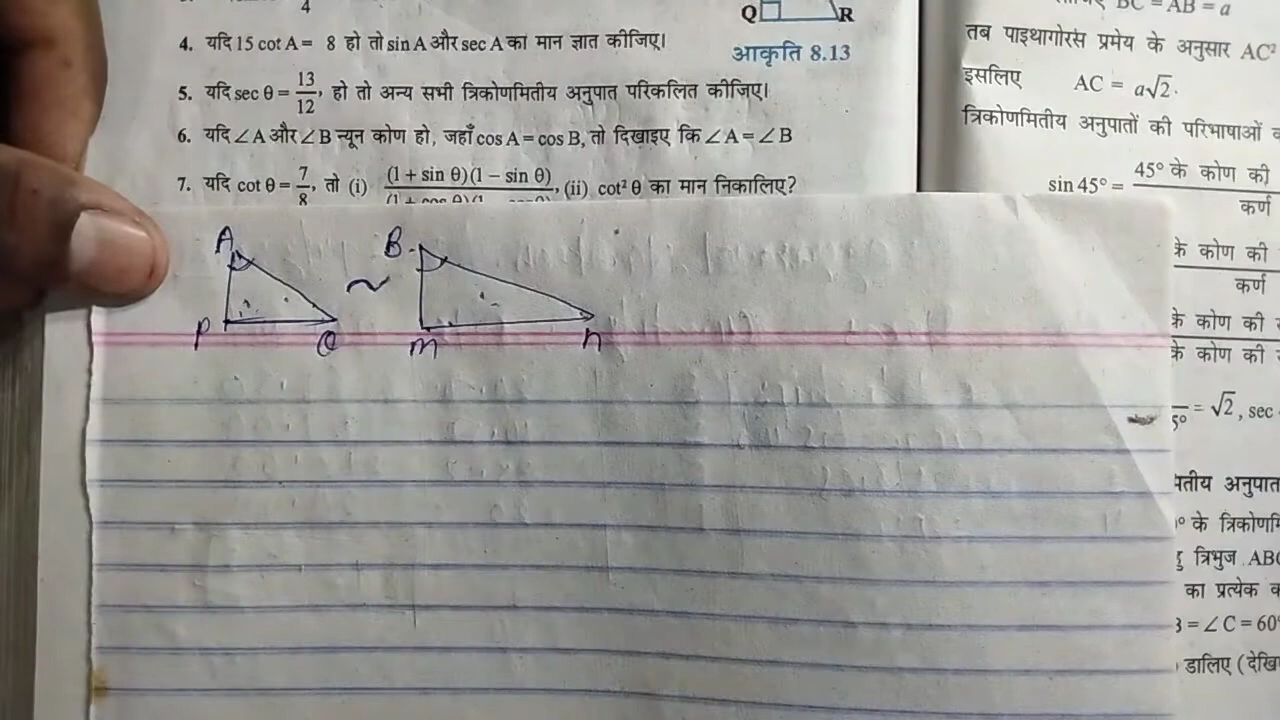 4
Q R
4. यदि 15 cot A = 8 हो तो sin A और sec A का मान ज्ञात कीजिए।
आकृति 8.13
5. यदि sec θ = 13/12, हो तो अन्य सभी त्रिकोणमितीय अनुपात परिकलित कीजिए।
6. यदि ∠A और ∠B न्यून कोण हो, जहाँ cos A = cos B, तो दिखाइए कि ∠A = ∠B
7. यदि cot θ = 7/8, तो (i) (1 + sin θ)(1 − sin θ), (ii) cot² θ का मान निकालिए?
A B
~
P Q M n
BC = AB = a
तब पाइथागोरस प्रमेय के अनुसार AC²
इसलिए AC = a√2.
त्रिकोणमितीय अनुपातों की परिभाषाओं
sin 45° = 45° के कोण की
कर्ण
के कोण की
कर्ण
के कोण की
के कोण की
= √2, sec
5°
अनुपात
° के
त्रिभुज ABC
का प्रत्येक
= ∠C = 60°
डालिए